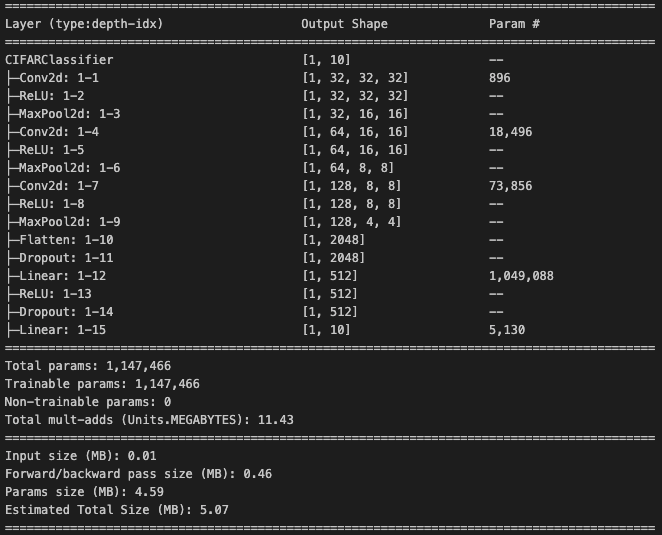 ==========================================================================================
Layer (type:depth-idx)                   Output Shape              Param #
==========================================================================================
CIFARClassifier                          [1, 10]                   --
├─Conv2d: 1-1                            [1, 32, 32, 32]           896
├─ReLU: 1-2                              [1, 32, 32, 32]           --
├─MaxPool2d: 1-3                         [1, 32, 16, 16]           --
├─Conv2d: 1-4                            [1, 64, 16, 16]           18,496
├─ReLU: 1-5                              [1, 64, 16, 16]           --
├─MaxPool2d: 1-6                         [1, 64, 8, 8]             --
├─Conv2d: 1-7                            [1, 128, 8, 8]            73,856
├─ReLU: 1-8                              [1, 128, 8, 8]            --
├─MaxPool2d: 1-9                         [1, 128, 4, 4]            --
├─Flatten: 1-10                          [1, 2048]                 --
├─Dropout: 1-11                          [1, 2048]                 --
├─Linear: 1-12                           [1, 512]                  1,049,088
├─ReLU: 1-13                             [1, 512]                  --
├─Dropout: 1-14                          [1, 512]                  --
├─Linear: 1-15                           [1, 10]                   5,130
==========================================================================================
Total params: 1,147,466
Trainable params: 1,147,466
Non-trainable params: 0
Total mult-adds (Units.MEGABYTES): 11.43
==========================================================================================
Input size (MB): 0.01
Forward/backward pass size (MB): 0.46
Params size (MB): 4.59
Estimated Total Size (MB): 5.07
==========================================================================================